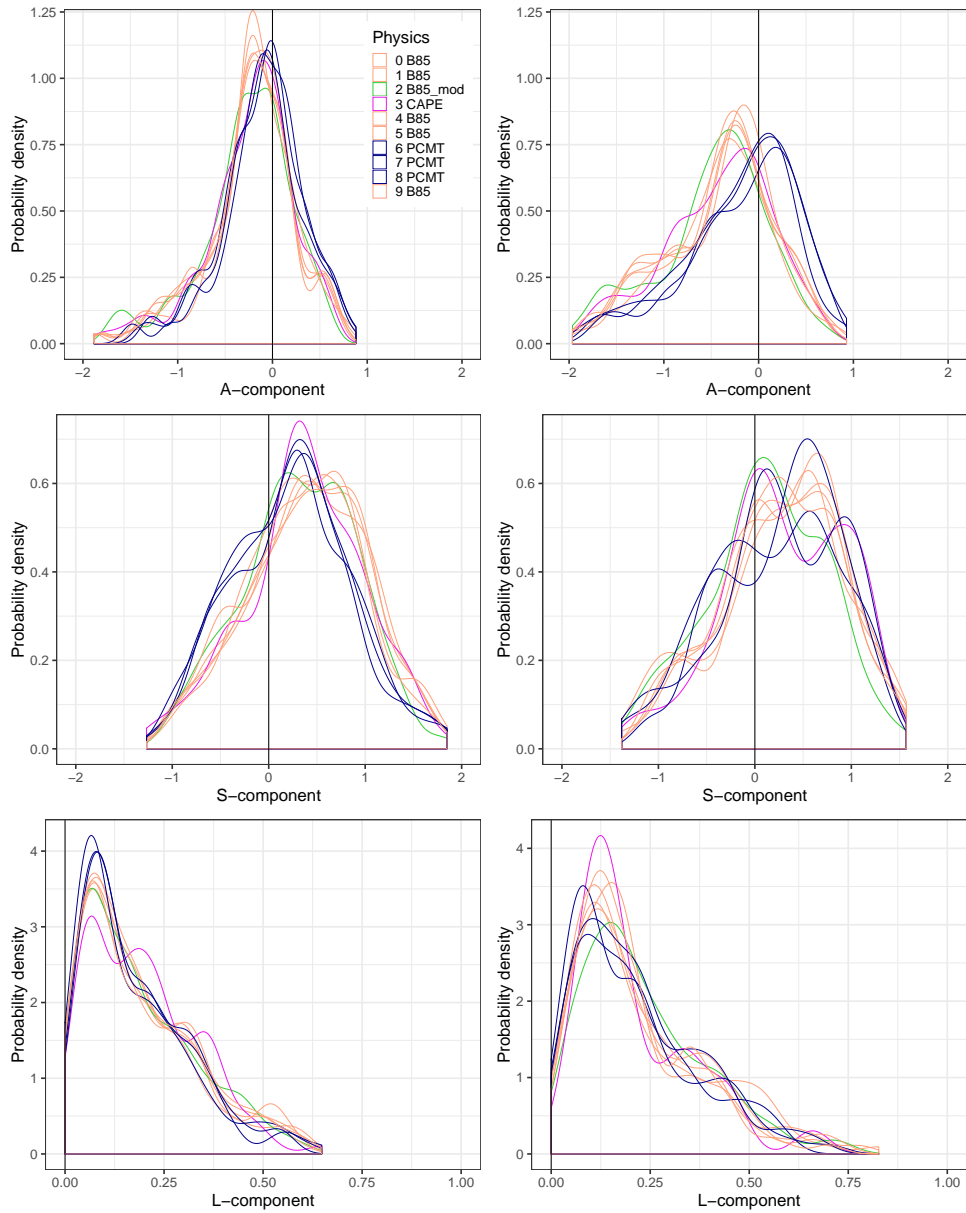 Physics
0 B85
1 B85
2 B85_mod
3 CAPE
4 B85
5 B85
6 PCMT
7 PCMT
8 PCMT
9 B85
Probability density
1.25
1.00
0.75
0.50
0.25
0.00
−2 −1 0 1 2
A−component
Probability density
1.25
1.00
0.75
0.50
0.25
0.00
−2 −1 0 1 2
A−component
Probability density
0.6
0.4
0.2
0.0
−2 −1 0 1 2
S−component
Probability density
0.6
0.4
0.2
0.0
−2 −1 0 1 2
S−component
Probability density
4
3
2
1
0
0.00 0.25 0.50 0.75 1.00
L−component
Probability density
4
3
2
1
0
0.00 0.25 0.50 0.75 1.00
L−component